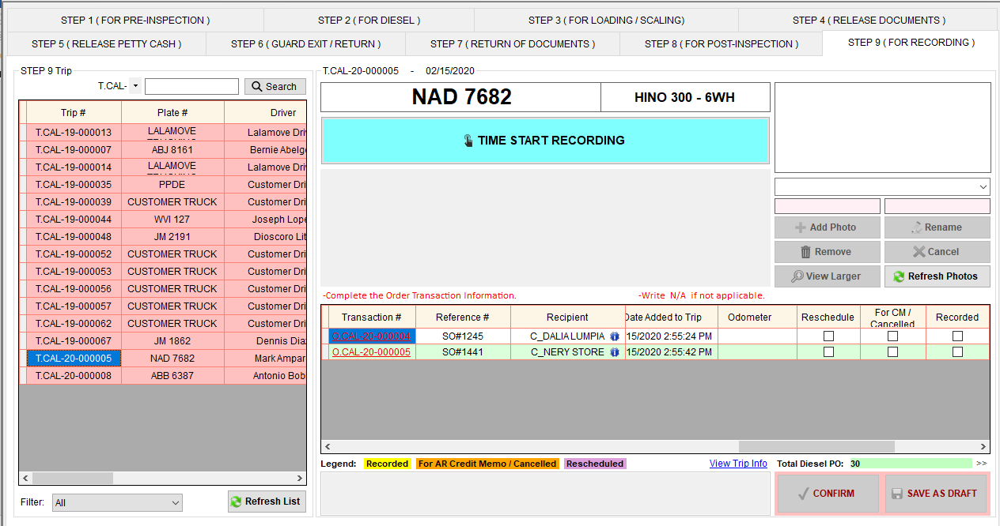 STEP 1 ( FOR PRE-INSPECTION )
STEP 2 ( FOR DIESEL )
STEP 3 ( FOR LOADING / SCALING)
STEP 4 ( RELEASE DOCUMENTS )
STEP 5 ( RELEASE PETTY CASH )
STEP 6 ( GUARD EXIT / RETURN )
STEP 7 ( RETURN OF DOCUMENTS )
STEP 8 ( FOR POST-INSPECTION )
STEP 9 ( FOR RECORDING )
STEP 9 Trip
T.CAL-
Search
Trip # Plate # Driver
T.CAL-19-000013 LALAMOVE Lalamove Dri
T.CAL-19-000007 ABJ 8161 Bernie Abelg
T.CAL-19-000014 LALAMOVE Lalamove Dri
T.CAL-19-000035 PPDE Customer Dri
T.CAL-19-000039 CUSTOMER TRUCK Customer Dri
T.CAL-19-000044 WVI 127 Joseph Lope
T.CAL-19-000048 JM 2191 Dioscoro Lit
T.CAL-19-000052 CUSTOMER TRUCK Customer Dri
T.CAL-19-000053 CUSTOMER TRUCK Customer Dri
T.CAL-19-000056 CUSTOMER TRUCK Customer Dri
T.CAL-19-000057 CUSTOMER TRUCK Customer Dri
T.CAL-19-000062 CUSTOMER TRUCK Customer Dri
T.CAL-19-000067 JM 1862 Dennis Dia
T.CAL-20-000005 NAD 7682 Mark Ampar
T.CAL-20-000008 ABB 6387 Antonio Bob
Filter: All
Refresh List
T.CAL-20-000005 - 02/15/2020
NAD 7682
HINO 300 - 6WH
TIME START RECORDING
Add Photo
Rename
Remove
Cancel
View Larger
Refresh Photos
-Complete the Order Transaction Information.
-Write N/A if not applicable.
Transaction # Reference # Recipient Date Added to Trip Odometer Reschedule For CM / Cancelled Recorded
O.CAL-20-000004 SO#1245 C_DALIA LUMPIA 15/2020 2:55:24 PM
O.CAL-20-000005 SO#1441 C_NERY STORE 15/2020 2:55:42 PM
Legend: Recorded For AR Credit Memo / Cancelled Rescheduled
View Trip Info
Total Diesel PO: 30 >>
CONFIRM
SAVE AS DRAFT